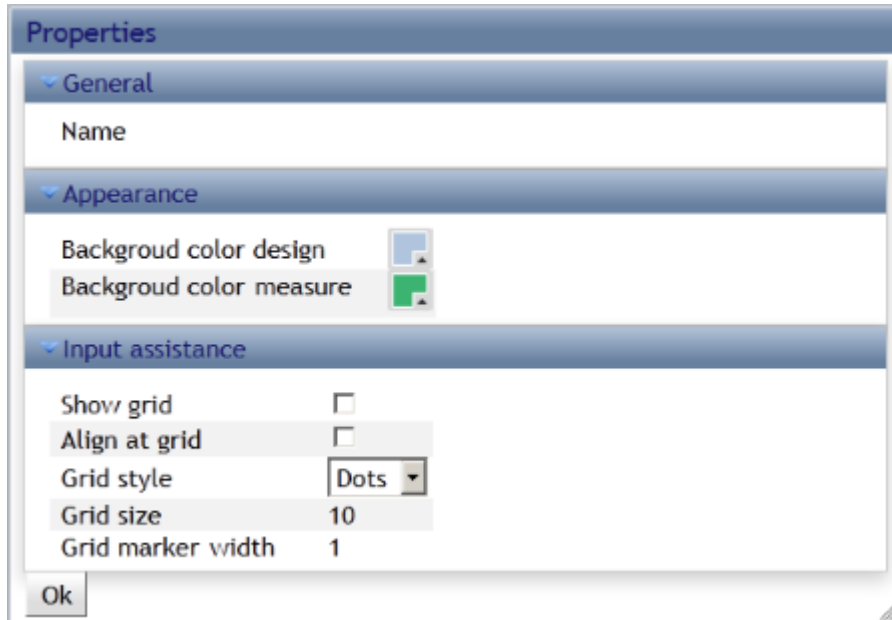 Properties
General
Name
Appearance
Backgroud color design
Backgroud color measure
Input assistance
Show grid
Align at grid
Grid style Dots
Grid size 10
Grid marker width 1
Ok